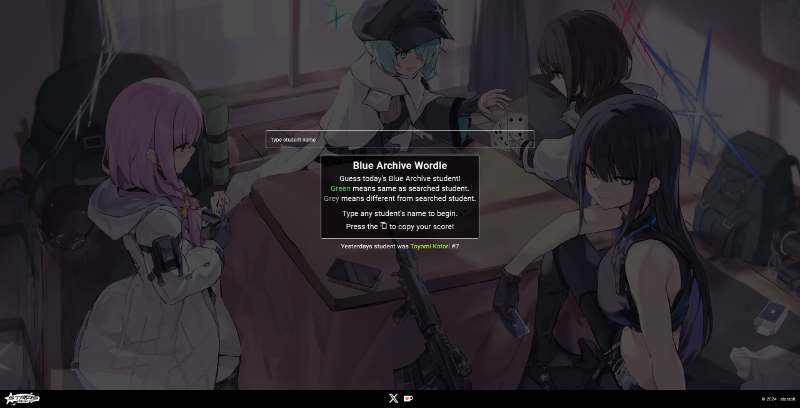 Type student name
Blue Archive Wordle
Guess today's Blue Archive student!
Green means same as searched student.
Grey means different from searched student.
Type any student's name to begin.
Press the to copy your score!
Yesterdays student was Toyomi Kotori #7
© 2024 -